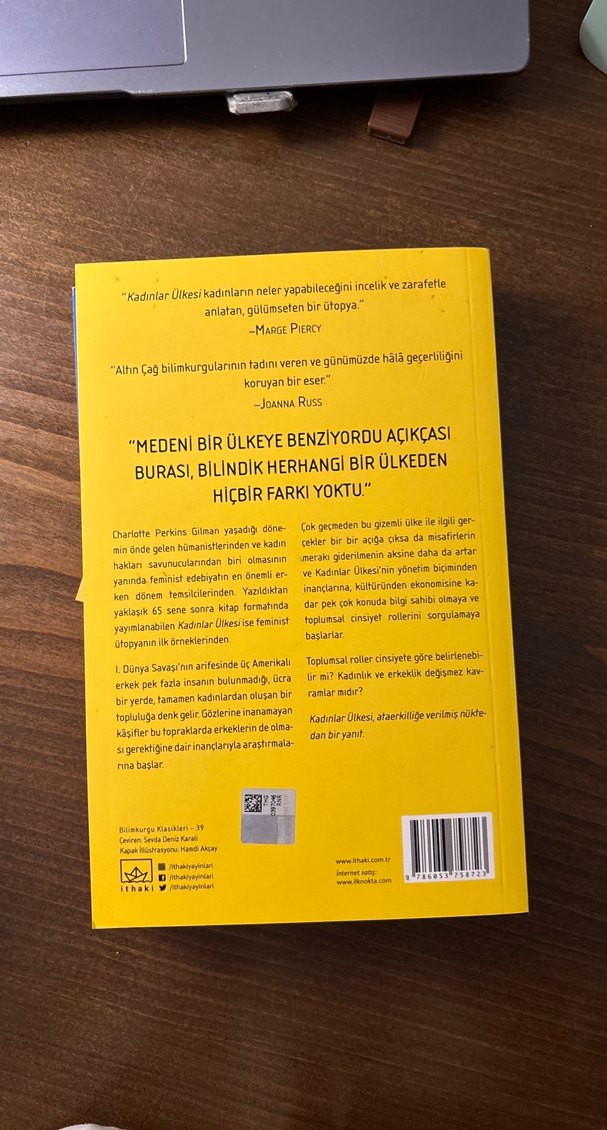 "Kadınlar Ülkesi kadınların neler yapabileceğini incelik ve zarafetle
anlatan, gülümseten bir ütopya."
–MARGE PIERCY
"Altın Çağ bilimkurgularının tadını veren ve günümüzde hâlâ geçerliliğini
koruyan bir eser."
–JOANNA RUSS
"MEDENİ BİR ÜLKEYE BENZİYORDU AÇIKÇASI
BURASI, BİLİNDİK HERHANGİ BİR ÜLKEDEN
HİÇBİR FARKI YOKTU."
Charlotte Perkins Gilman yaşadığı döne-
min önde gelen hümanistlerinden ve kadın
hakları savunucularından biri olmasının
yanında feminist edebiyatın en önemli er-
ken dönem temsilcilerinden. Yazıldıktan
yaklaşık 65 sene sonra kitap formatında
yayımlanabilen Kadınlar Ülkesi ise feminist
ütopyanın ilk örneklerinden.
I. Dünya Savaşı'nın arifesinde üç Amerikalı
erkek pek fazla insanın bulunmadığı, ücra
bir yerde, tamamen kadınlardan oluşan bir
topluluğa denk gelir. Gözlerine inanamayan
kâşifler bu topraklarda erkeklerin de olma-
sı gerektiğine dair inançlarıyla araştırmala-
rına başlar.
Çok geçmeden bu gizemli ülke ile ilgili ger-
çekler bir bir açığa çıksa da misafirlerin
merakı giderilmenin aksine daha da artar
ve Kadınlar Ülkesi'nin yönetim biçiminden
inançlarına, kültüründen ekonomisine ka-
dar pek çok konuda bilgi sahibi olmaya ve
toplumsal cinsiyet rollerini sorgulamaya
başlarlar.
Toplumsal roller cinsiyete göre belirlenebi-
lir mi? Kadınlık ve erkeklik değişmez kav-
ramlar mıdır?
Kadınlar Ülkesi, ataerkilliğe verilmiş nükte-
dan bir yanıt.
Bilimkurgu Klasikleri - 39
Çeviren: Sevda Deniz Karali
Kapak İllüstrasyonu: Hamdi Akçay
ithaki
/ithakiyayinlari
/ithakiyayinlari
/ithakiyayinlari
www.ithaki.com.tr
İnternet satış:
www.ilknokta.com
9 786053 758723